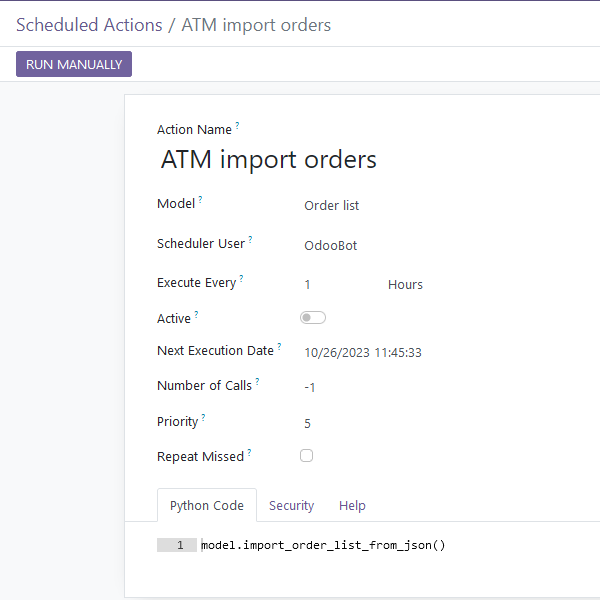 Scheduled Actions / ATM import orders
RUN MANUALLY
Action Name ?
ATM import orders
Model ? Order list
Scheduler User ? OdooBot
Execute Every ? 1 Hours
Active ?
Next Execution Date ? 10/26/2023 11:45:33
Number of Calls ? -1
Priority ? 5
Repeat Missed ?
Python Code Security Help
1 model.import_order_list_from_json()